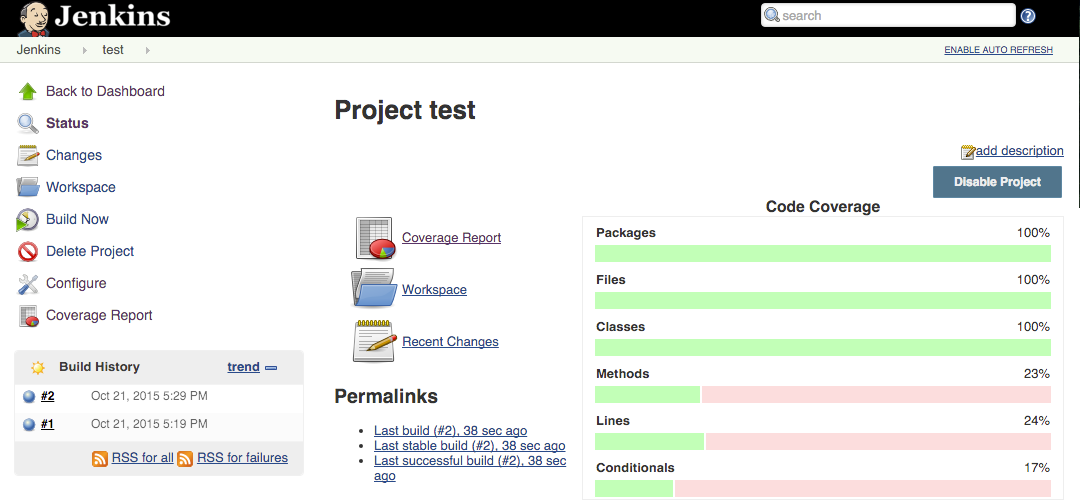 Jenkins
search
Jenkins
test
ENABLE AUTO REFRESH
Back to Dashboard
Status
Changes
Workspace
Build Now
Delete Project
Configure
Coverage Report
Build History
trend
#2 Oct 21, 2015 5:29 PM
#1 Oct 21, 2015 5:19 PM
RSS for all RSS for failures
Project test
add description
Disable Project
Coverage Report
Workspace
Recent Changes
Permalinks
Last build (#2), 38 sec ago
Last stable build (#2), 38 sec ago
Last successful build (#2), 38 sec
ago
Code Coverage
Packages 100%
Files 100%
Classes 100%
Methods 23%
Lines 24%
Conditionals 17%